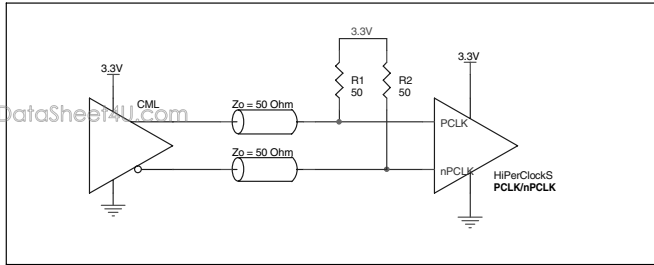 3.3V
3.3V
R1
50
R2
50
3.3V
CML
DataSheet4U.com
Zo = 50 Ohm
PCLK
Zo = 50 Ohm
nPCLK
HiPerClockS
PCLK/nPCLK